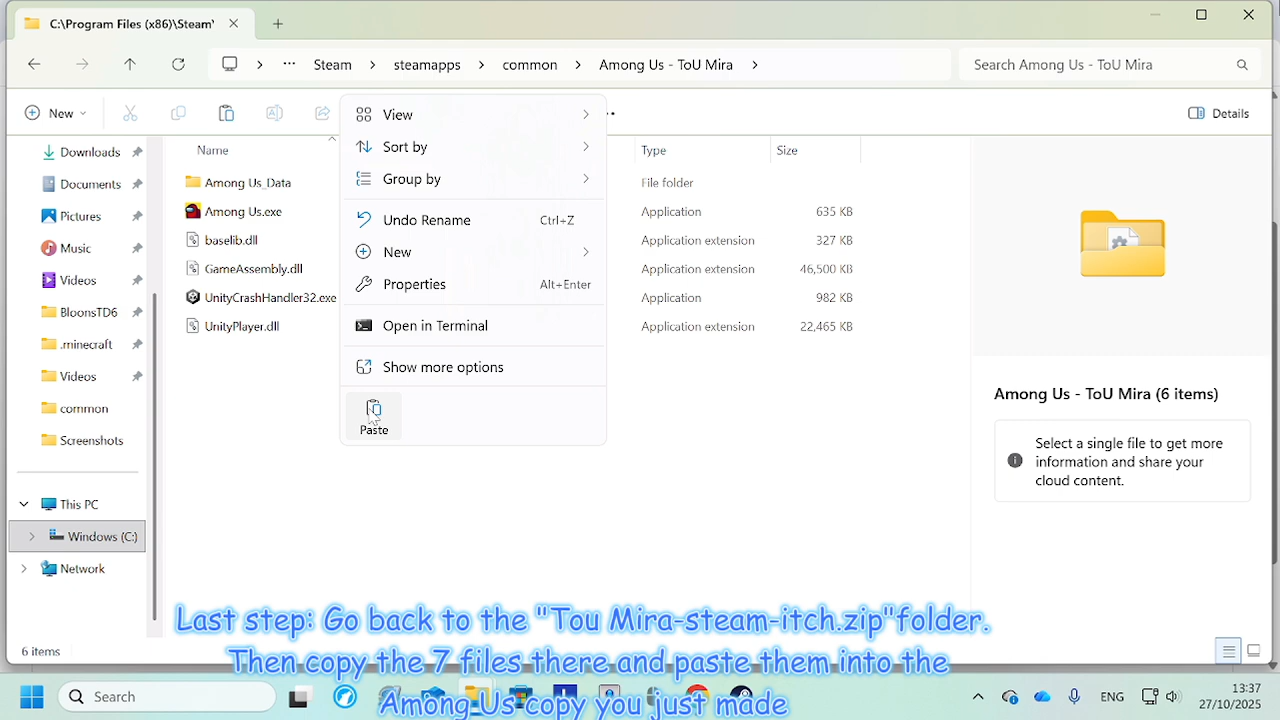 C:\Program Files (x86)\Steam'
Steam
steamapps
common
Among Us - ToU Mira
Search Among Us - ToU Mira
New
Details
Downloads
Documents
Pictures
Music
Videos
BloonsTD6
.minecraft
Videos
common
Screenshots
This PC
Windows (C:)
Network
Name
Type
Size
Among Us_Data
File folder
Among Us.exe
Application
635 KB
baselib.dll
Application extension
327 KB
GameAssembly.dll
Application extension
46,500 KB
UnityCrashHandler32.exe
Application
982 KB
UnityPlayer.dll
Application extension
22,465 KB
View
Sort by
Group by
Undo Rename Ctrl+Z
New
Properties Alt+Enter
Open in Terminal
Show more options
Paste
Among Us - ToU Mira (6 items)
Select a single file to get more
information and share your
cloud content.
6 items
Last step: Go back to the "Tou Mira-steam-itch.zip"folder.
Then copy the 7 files there and paste them into the
Among Us copy you just made
Search
ENG
13:37
27/10/2025